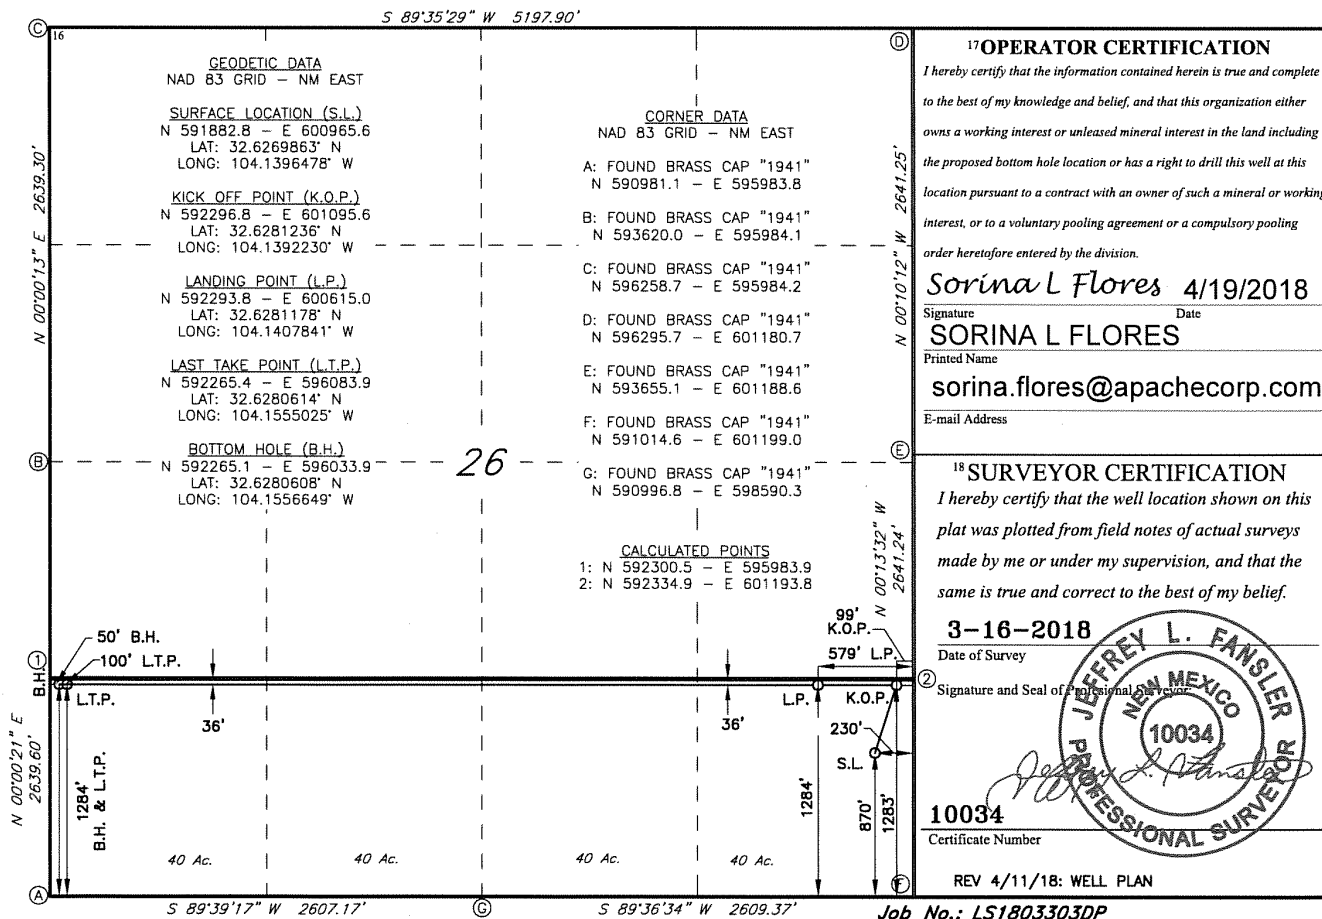 S 89°35'29" W 5197.90'
C
16
D
GEODETIC DATA
NAD 83 GRID – NM EAST
SURFACE LOCATION (S.L.)
N 591882.8 – E 600965.6
LAT: 32.6269863° N
LONG: 104.1396478° W
KICK OFF POINT (K.O.P.)
N 592296.8 – E 601095.6
LAT: 32.6281236° N
LONG: 104.1392230° W
LANDING POINT (L.P.)
N 592293.8 – E 600615.0
LAT: 32.6281178° N
LONG: 104.1407841° W
LAST TAKE POINT (L.T.P.)
N 592265.4 – E 596083.9
LAT: 32.6280614° N
LONG: 104.1555025° W
BOTTOM HOLE (B.H.)
N 592265.1 – E 596033.9
LAT: 32.6280608° N
LONG: 104.1556649° W
CORNER DATA
NAD 83 GRID – NM EAST
A: FOUND BRASS CAP "1941"
N 590981.1 – E 595983.8
B: FOUND BRASS CAP "1941"
N 593620.0 – E 595984.1
C: FOUND BRASS CAP "1941"
N 596258.7 – E 595984.2
D: FOUND BRASS CAP "1941"
N 596295.7 – E 601180.7
E: FOUND BRASS CAP "1941"
N 593655.1 – E 601188.6
F: FOUND BRASS CAP "1941"
N 591014.6 – E 601199.0
G: FOUND BRASS CAP "1941"
N 590996.8 – E 598590.3
CALCULATED POINTS
1: N 592300.5 – E 595983.9
2: N 592334.9 – E 601193.8
N 00°00'13" E 2639.30'
N 00°10'12" W 2641.25'
B
26
E
N 00°13'32" W
2641.24'
50' B.H.
100' L.T.P.
1
B.H.
L.T.P.
36'
36'
99'
K.O.P.
579' L.P.
L.P.
K.O.P.
2
230'
S.L.
N 00°00'21" E
2639.60'
1284'
B.H. & L.T.P.
1284'
870'
1283'
40 Ac.
40 Ac.
40 Ac.
40 Ac.
A
S 89°39'17" W 2607.17'
G
S 89°36'34" W 2609.37'
F
17 OPERATOR CERTIFICATION
I hereby certify that the information contained herein is true and complete
to the best of my knowledge and belief, and that this organization either
owns a working interest or unleased mineral interest in the land including
the proposed bottom hole location or has a right to drill this well at this
location pursuant to a contract with an owner of such a mineral or working
interest, or to a voluntary pooling agreement or a compulsory pooling
order heretofore entered by the division.
Sorina L Flores 4/19/2018
Signature Date
SORINA L FLORES
Printed Name
sorina.flores@apachecorp.com
E-mail Address
18 SURVEYOR CERTIFICATION
I hereby certify that the well location shown on this
plat was plotted from field notes of actual surveys
made by me or under my supervision, and that the
same is true and correct to the best of my belief.
3-16-2018
Date of Survey
Signature and Seal of Professional Surveyor:
JEFFREY L. FANSLER
NEW MEXICO
10034
PROFESSIONAL SURVEYOR
Jeffrey L. Fansler
10034
Certificate Number
REV 4/11/18: WELL PLAN
Job No.: LS1803303DP